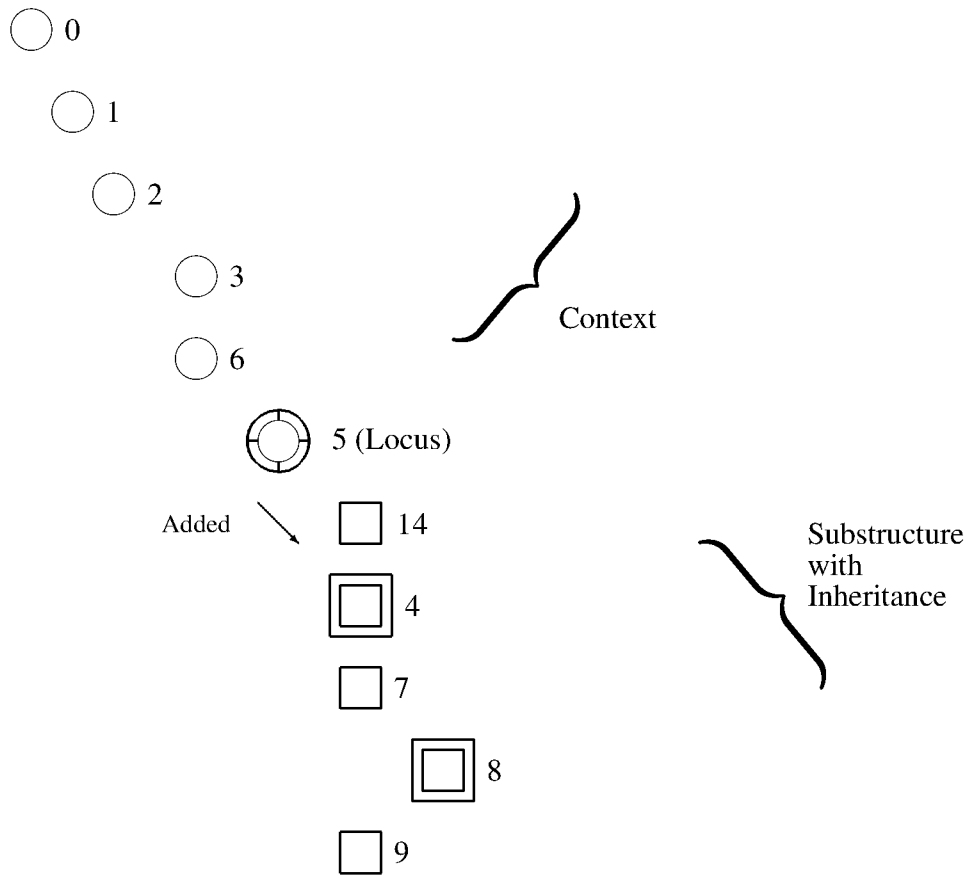 0
1
2
3
Context
6
5 (Locus)
Added
14
Substructure
with
Inheritance
4
7
8
9